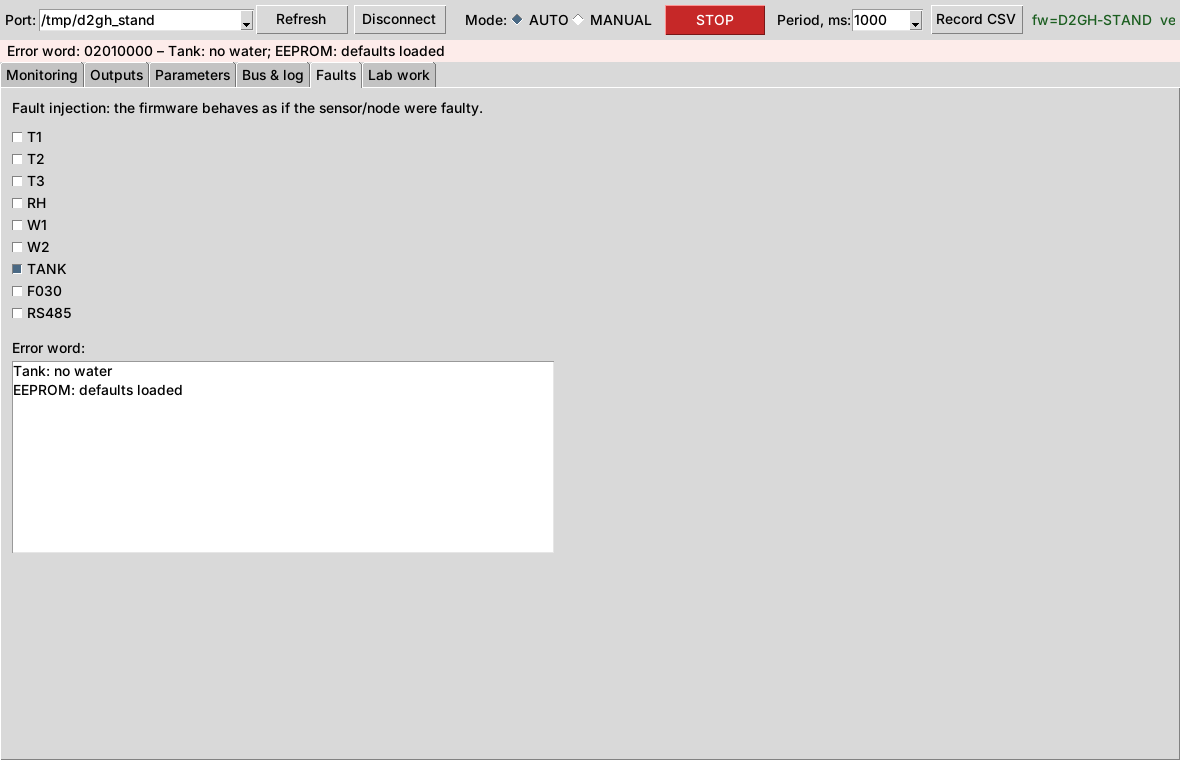 Port: /tmp/d2gh_stand Refresh Disconnect Mode: AUTO MANUAL STOP Period, ms: 1000 Record CSV fw=D2GH-STAND ve
Error word: 02010000 – Tank: no water; EEPROM: defaults loaded
Monitoring Outputs Parameters Bus & log Faults Lab work
Fault injection: the firmware behaves as if the sensor/node were faulty.
T1
T2
T3
RH
W1
W2
TANK
F030
RS485
Error word:
Tank: no water
EEPROM: defaults loaded